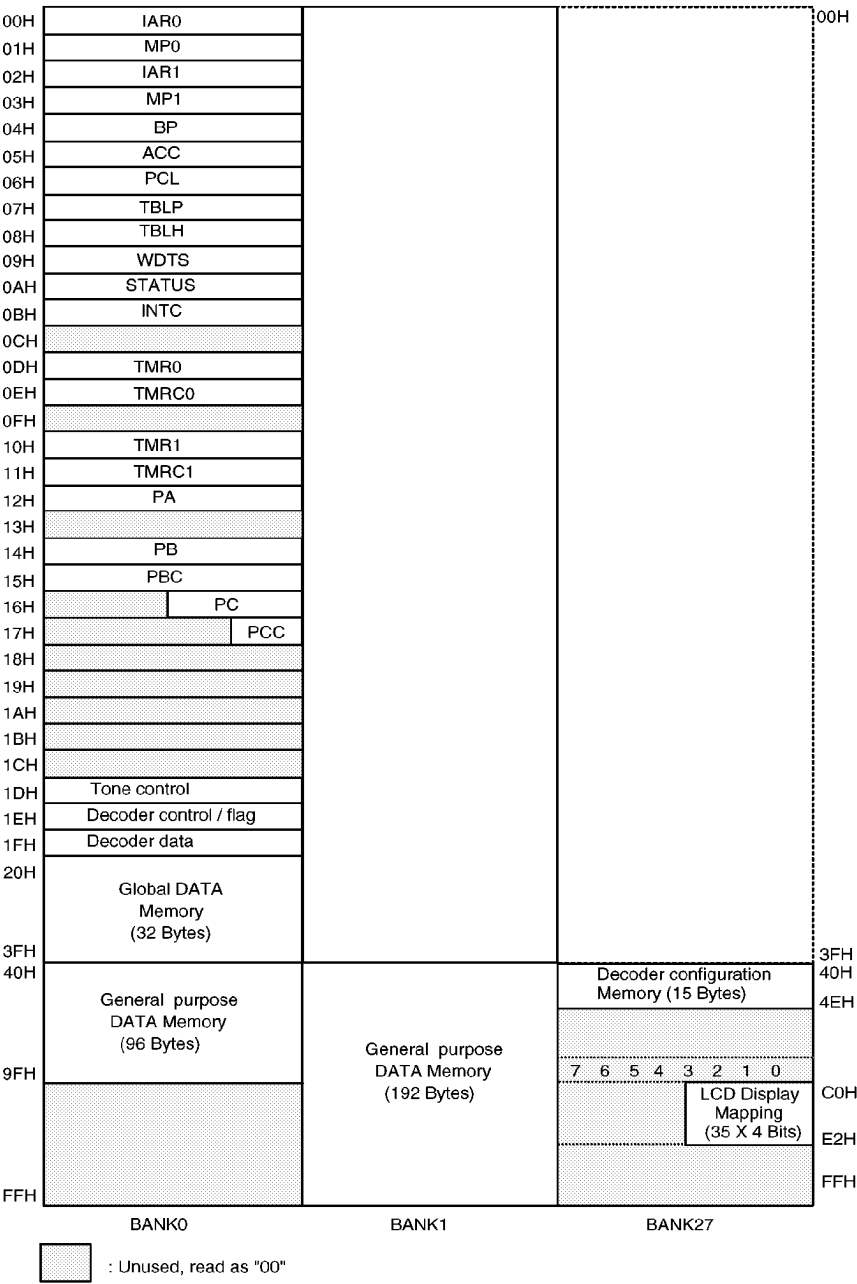 00H IAR0 00H
01H MP0
02H IAR1
03H MP1
04H BP
05H ACC
06H PCL
07H TBLP
08H TBLH
09H WDTS
0AH STATUS
0BH INTC
0CH
0DH TMR0
0EH TMRC0
0FH
10H TMR1
11H TMRC1
12H PA
13H
14H PB
15H PBC
16H PC
17H PCC
18H
19H
1AH
1BH
1CH
1DH Tone control
1EH Decoder control / flag
1FH Decoder data
20H
Global DATA
Memory
(32 Bytes)
3FH 3FH
40H Decoder configuration 40H
Memory (15 Bytes) 4EH
General purpose
DATA Memory
(96 Bytes)
9FH
General purpose
DATA Memory
(192 Bytes)
7 6 5 4 3 2 1 0
LCD Display C0H
Mapping
(35 X 4 Bits) E2H
FFH FFH
BANK0 BANK1 BANK27
: Unused, read as "00"